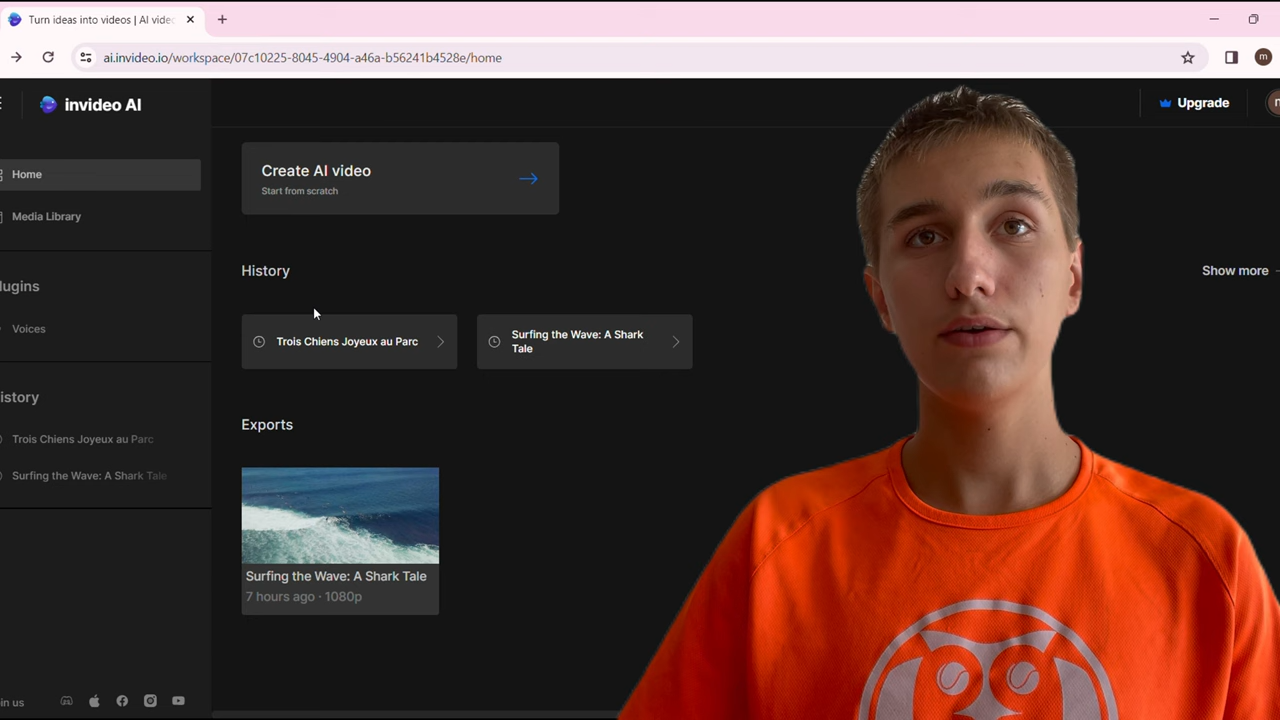 Turn ideas into videos | AI vide
ai.invideo.io/workspace/07c10225-8045-4904-a46a-b56241b4528e/home
m
invideo AI
Upgrade
Home
Media Library
lugins
Voices
istory
Trois Chiens Joyeux au Parc
Surfing the Wave: A Shark Tale
in us
Create AI video
Start from scratch
History
Show more
Trois Chiens Joyeux au Parc
Surfing the Wave: A Shark
Tale
Exports
Surfing the Wave: A Shark Tale
7 hours ago · 1080p